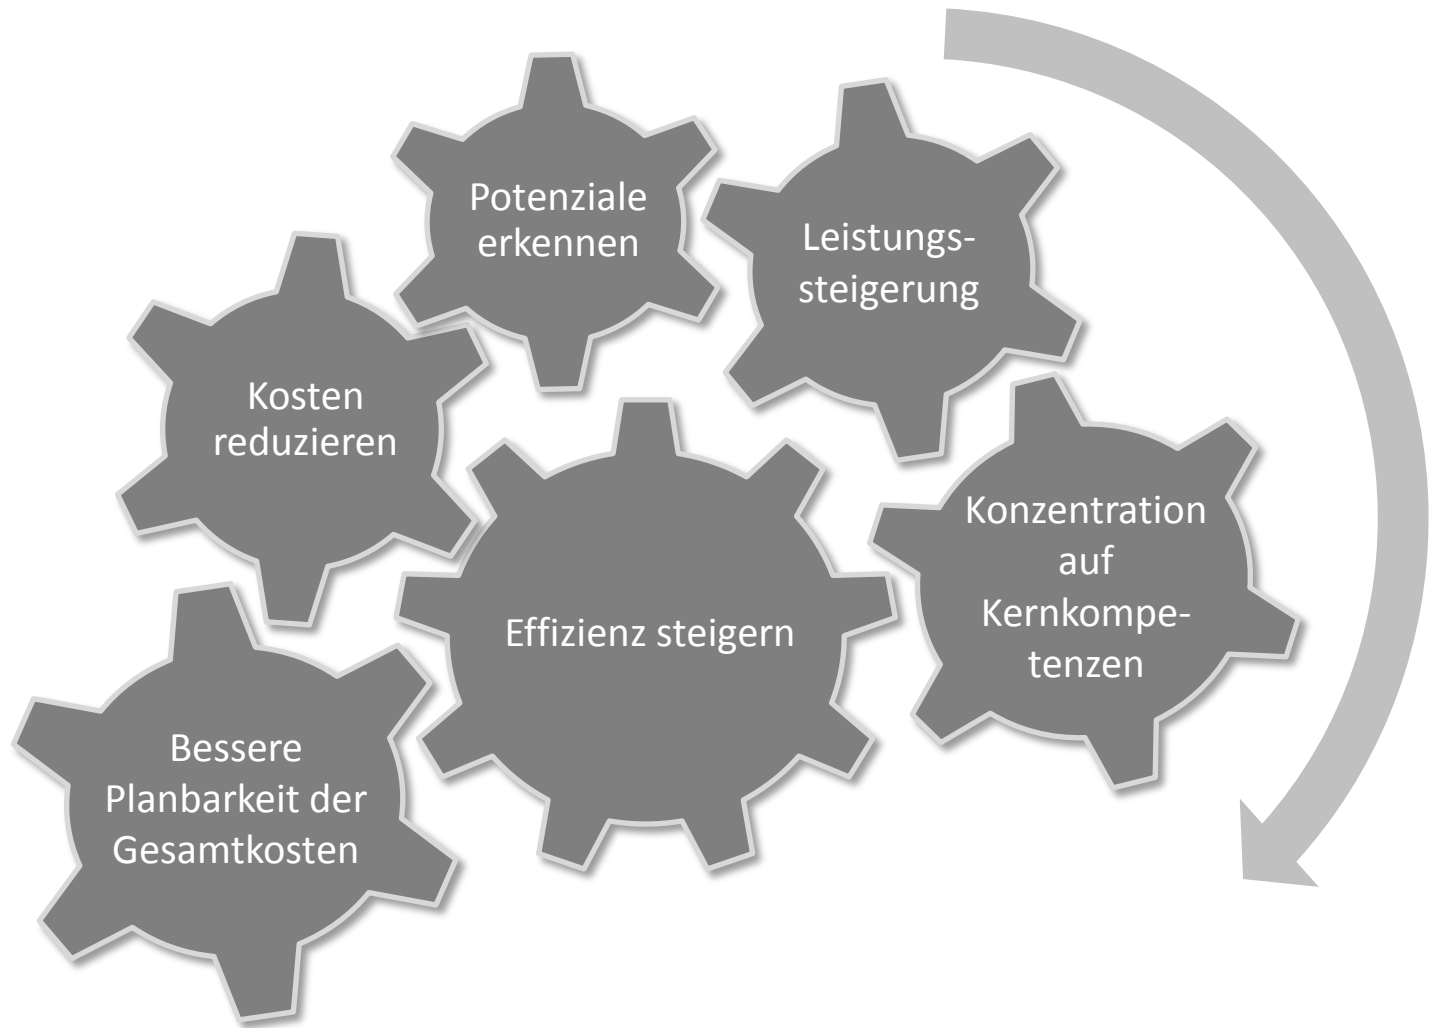 Potenziale
erkennen
Leistungs-
steigerung
Kosten
reduzieren
Konzentration
auf
Kernkompe-
tenzen
Effizienz steigern
Bessere
Planbarkeit der
Gesamtkosten